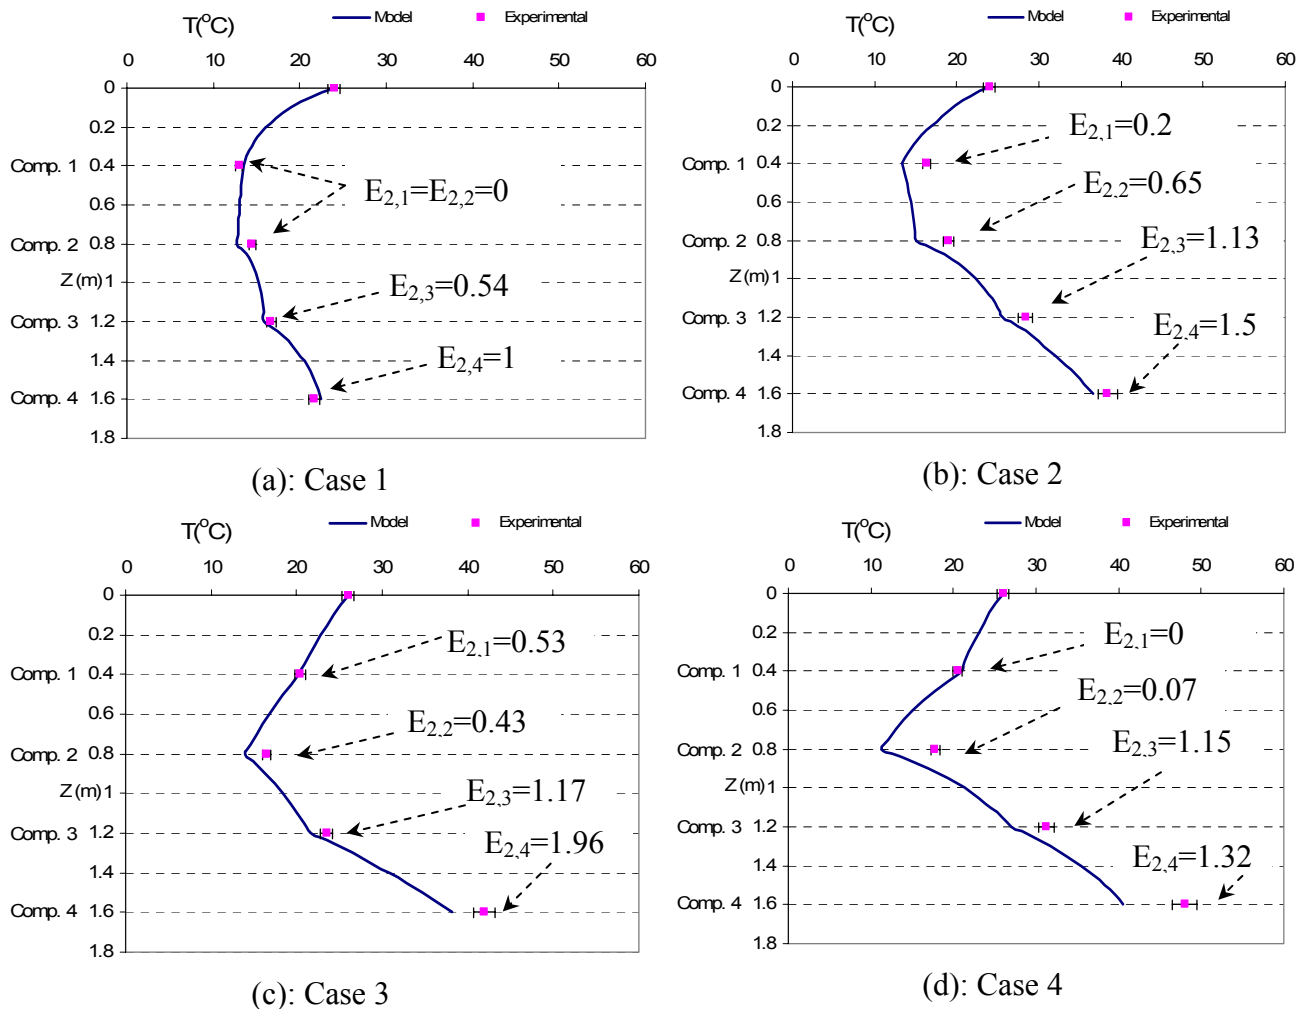 T(°C) Model Experimental
0 10 20 30 40 50 60
0
0.2
Comp. 1 0.4
0.6
Comp. 2 0.8
Z (m) 1
Comp. 3 1.2
1.4
Comp. 4 1.6
1.8
E2,1=E2,2=0
E2,3=0.54
E2,4=1
(a): Case 1
T(°C) Model Experimental
0 10 20 30 40 50 60
0
0.2
Comp. 1 0.4
0.6
Comp. 2 0.8
Z (m) 1
Comp. 3 1.2
1.4
Comp. 4 1.6
1.8
E2,1=0.2
E2,2=0.65
E2,3=1.13
E2,4=1.5
(b): Case 2
T(°C) Model Experimental
0 10 20 30 40 50 60
0
0.2
Comp. 1 0.4
0.6
Comp. 2 0.8
Z (m) 1
Comp. 3 1.2
1.4
Comp. 4 1.6
1.8
E2,1=0.53
E2,2=0.43
E2,3=1.17
E2,4=1.96
(c): Case 3
T(°C) Model Experimental
0 10 20 30 40 50 60
0
0.2
Comp. 1 0.4
0.6
Comp. 2 0.8
Z (m) 1
Comp. 3 1.2
1.4
Comp. 4 1.6
1.8
E2,1=0
E2,2=0.07
E2,3=1.15
E2,4=1.32
(d): Case 4